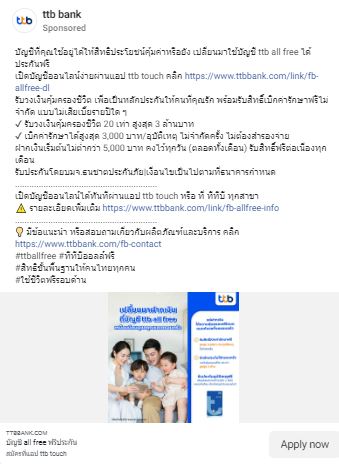 ttb bank
Sponsored
บัญชีที่คุณใช้อยู่ได้ให้สิทธิประโยชน์คุ้มค่าหรือยัง เปลี่ยนมาใช้บัญชี ttb all free ได้
ประกันฟรี
เปิดบัญชีออนไลน์ง่ายผ่านแอป ttb touch คลิก https://www.ttbbank.com/link/fb-
allfree-dl
รับวงเงินคุ้มครองชีวิต เพื่อเป็นหลักประกันให้คนที่คุณรัก พร้อมรับสิทธิ์เบิกค่ารักษาฟรีไม่
จำกัด แบบไม่เสียเบี้ยรายปีใด ๆ
✓ รับวงเงินคุ้มครองชีวิต 20 เท่า สูงสุด 3 ล้านบาท
✓ เบิกค่ารักษาได้สูงสุด 3,000 บาท/อุบัติเหตุ ไม่จำกัดครั้ง ไม่ต้องสำรองจ่าย
ฝากเงินเริ่มต้นไม่ต่ำกว่า 5,000 บาท คงไว้ทุกวัน (ตลอดทั้งเดือน) รับสิทธิ์ฟรีต่อเนื่องทุก
เดือน
รับประกันโดยบมจ.ธนชาตประกันภัย|เงื่อนไขเป็นไปตามที่ธนาคารกำหนด
เปิดบัญชีออนไลน์ได้ทันทีผ่านแอป ttb touch หรือ ที่ ทีทีบี ทุกสาขา
รายละเอียดเพิ่มเติม https://www.ttbbank.com/link/fb-allfree-info
มีข้อแนะนำ หรือสอบถามเกี่ยวกับผลิตภัณฑ์และบริการ คลิก
https://www.ttbbank.com/fb-contact
#ttballfree #ทีทีบีออลล์ฟรี
#สิทธิขั้นพื้นฐานให้คนไทยทุกคน
#ใช้ชีวิตฟรีรอบด้าน
เปลี่ยนมาฝากเงิน
ที่บัญชี ttb all free
ttb
TTBBANK.COM
บัญชี all free ฟรีประกัน
สมัครที่แอป ttb touch
Apply now